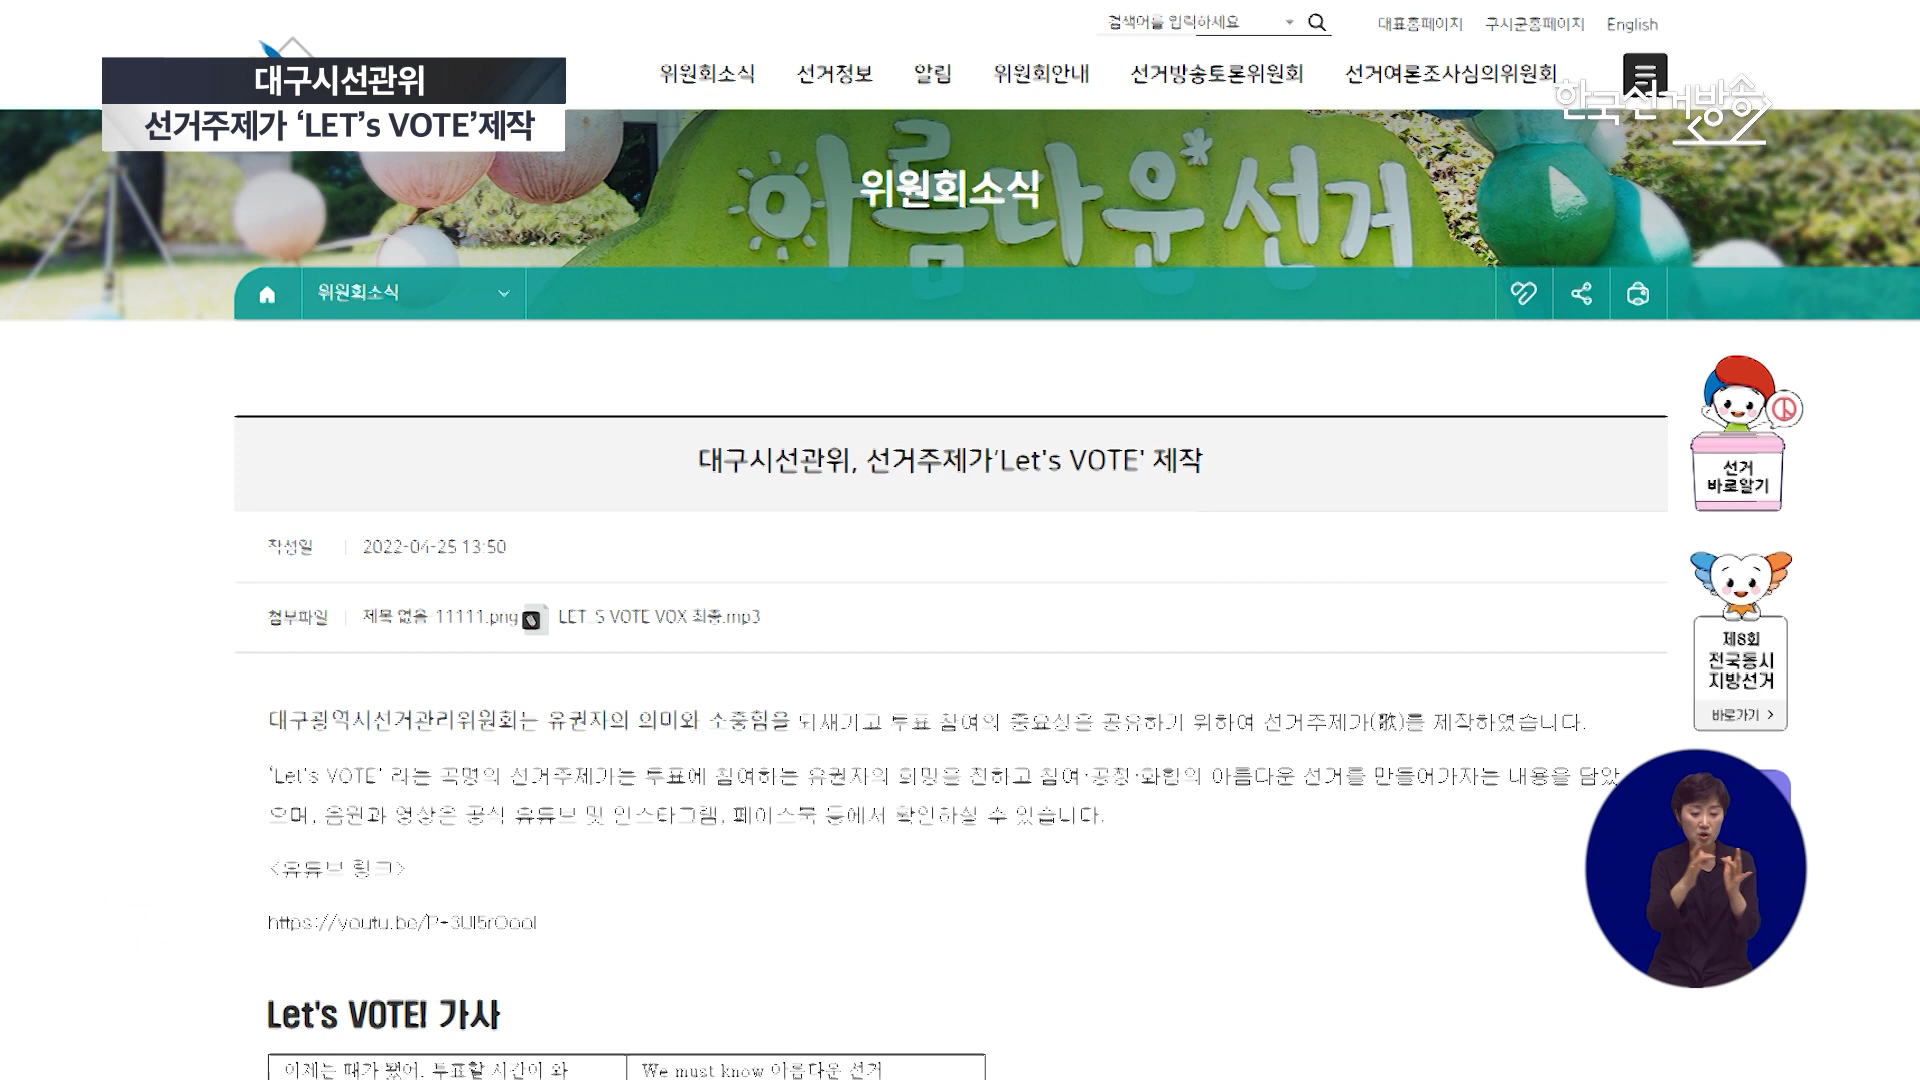 검색어를 입력하세요
대표홈페이지 구시군홈페이지 English
위원회소식 선거정보 알림 위원회안내 선거방송토론위원회 선거여론조사심의위원회
대구시선관위
선거주제가 ‘LET’s VOTE’제작
한국선거방송
아름다운 선거
위원회소식
위원회소식
대구시선관위, 선거주제가'Let's VOTE' 제작
작성일 2022-04-25 13:50
첨부파일 제목 없음-11111.png LET_S VOTE VOX 최종.mp3
선거
바로알기
제8회
전국동시
지방선거
바로가기 >
대구광역시선거관리위원회는 유권자의 의미와 소중함을 되새기고 투표 참여의 중요성을 공유하기 위하여 선거주제가(歌)를 제작하였습니다.
‘Let's VOTE' 라는 곡명의 선거주제가는 투표에 참여하는 유권자의 희망을 전하고 참여·공정·화합의 아름다운 선거를 만들어가자는 내용을 담았
으며, 음원과 영상은 공식 유튜브 및 인스타그램, 페이스북 등에서 확인하실 수 있습니다.
<유튜브 링크>
Let's VOTE! 가사
이제는 때가 됐어. 투표할 시간이 와
We must know 아름다운 선거